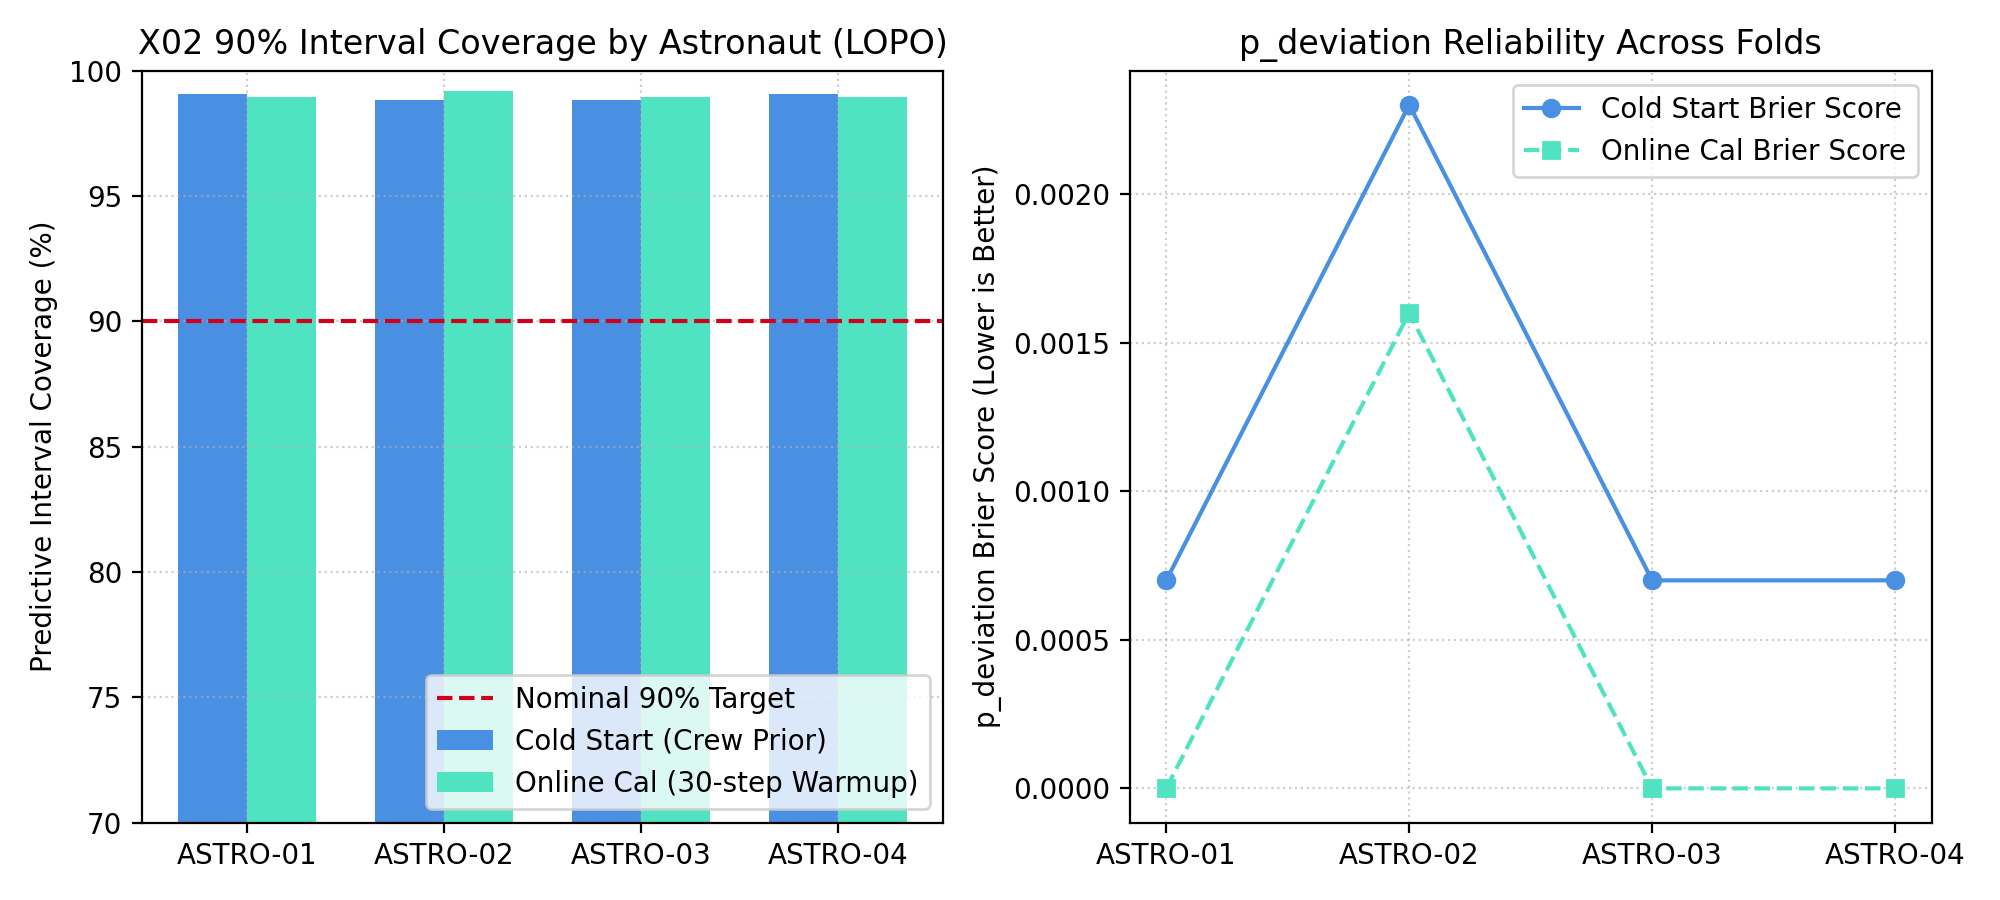 X02 90% Interval Coverage by Astronaut (LOPO)
Predictive Interval Coverage (%)
100
95
90
85
80
75
70
Nominal 90% Target
Cold Start (Crew Prior)
Online Cal (30-step Warmup)
ASTRO-01 ASTRO-02 ASTRO-03 ASTRO-04
p_deviation Reliability Across Folds
p_deviation Brier Score (Lower is Better)
Cold Start Brier Score
Online Cal Brier Score
0.0020
0.0015
0.0010
0.0005
0.0000
ASTRO-01 ASTRO-02 ASTRO-03 ASTRO-04